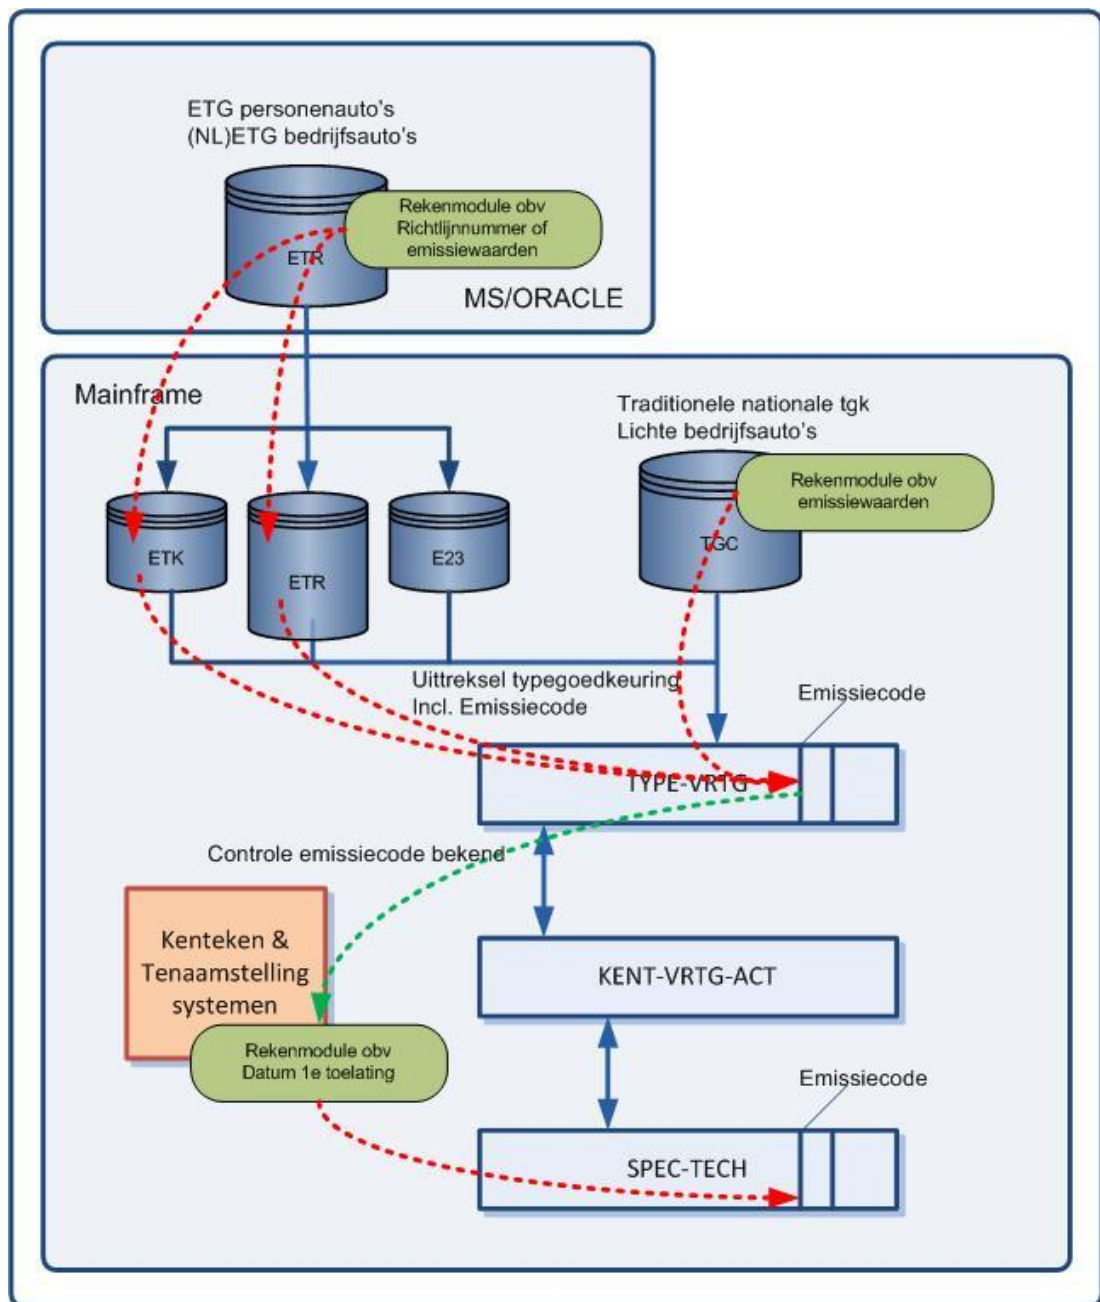 ETG personenauto's
(NL)ETG bedrijfsauto's
Rekenmodule obv
Richtlijnnummer of
emissiewaarden
ETR
MS/ORACLE
Mainframe
Traditionele nationale tgk
Lichte bedrijfsauto's
Rekenmodule obv
emissiewaarden
TGC
ETK
ETR
E23
Uittreksel typegoedkeuring
Incl. Emissiecode
Emissiecode
TYPE-VRTG
Controle emissiecode bekend
Kenteken &
Tenaamstelling
systemen
KENT-VRTG-ACT
Rekenmodule obv
Datum 1e toelating
Emissiecode
SPEC-TECH